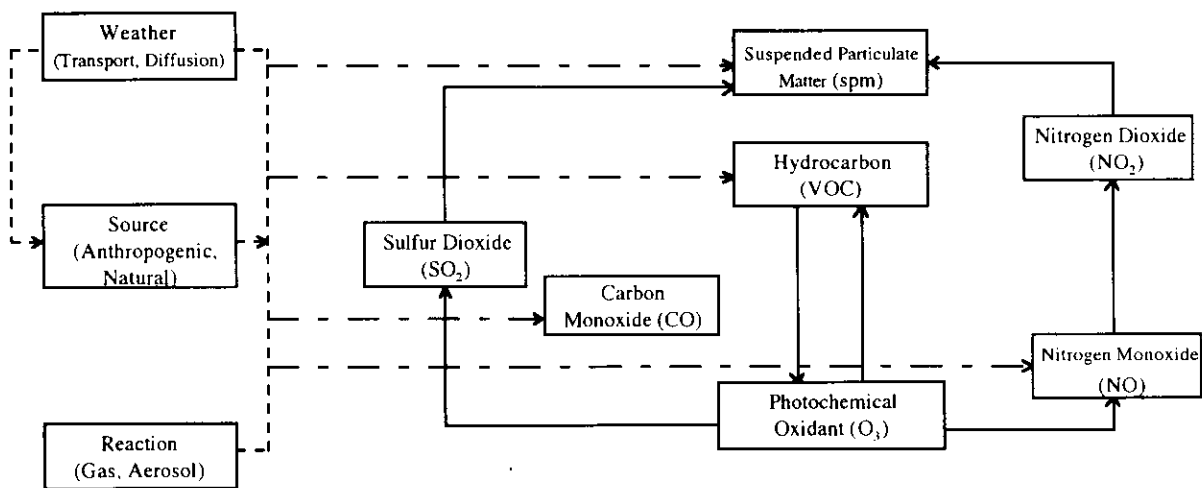 Weather
(Transport, Diffusion)
Suspended Particulate
Matter (spm)
Nitrogen Dioxide
(NO₂)
Hydrocarbon
(VOC)
Source
(Anthropogenic,
Natural)
Sulfur Dioxide
(SO₂)
Carbon
Monoxide (CO)
Nitrogen Monoxide
(NO)
Photochemical
Oxidant (O₃)
Reaction
(Gas, Aerosol)